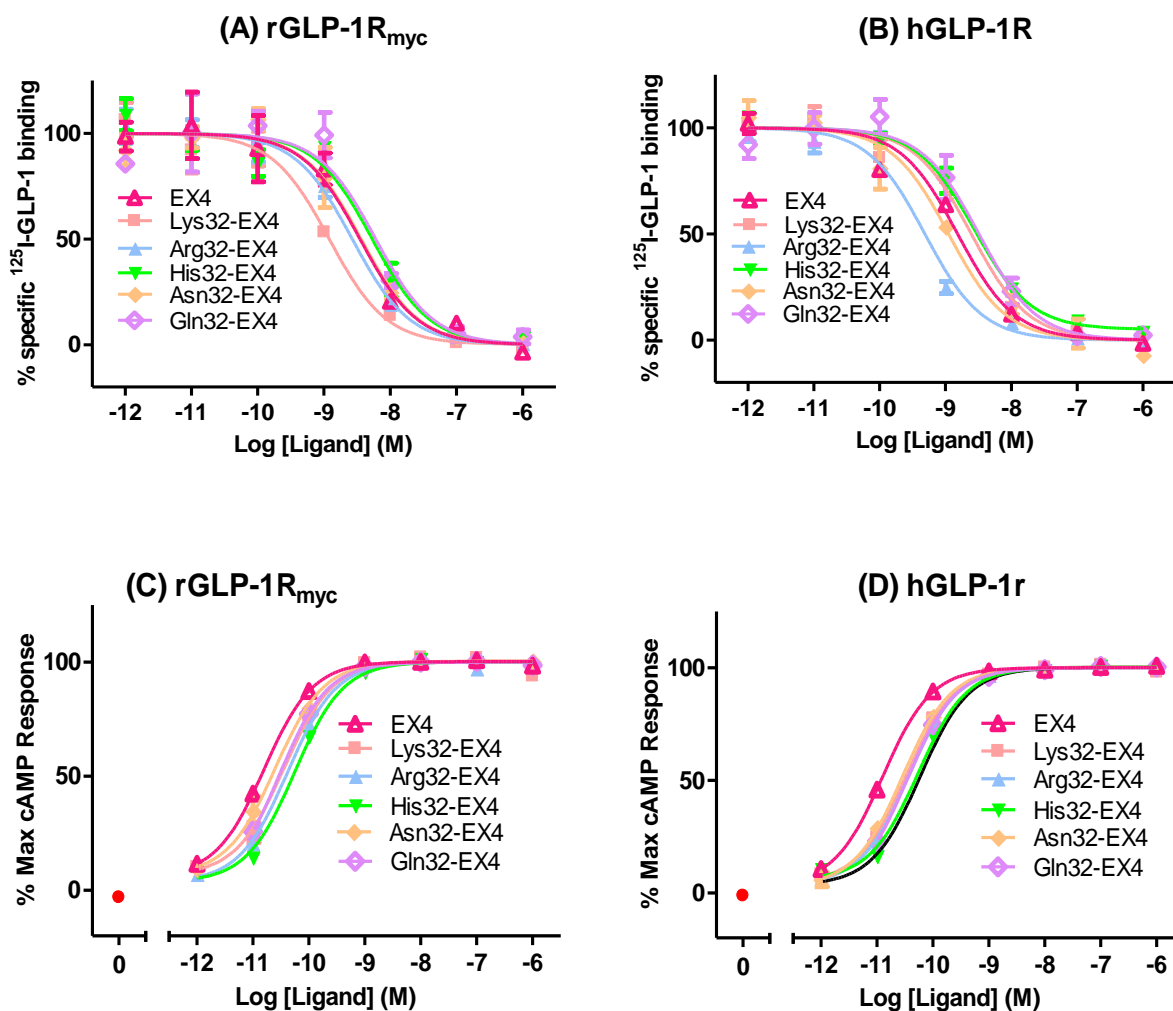 (A) rGLP-1Rmyc
% specific 125I-GLP-1 binding
100
50
0
EX4
Lys32-EX4
Arg32-EX4
His32-EX4
Asn32-EX4
Gln32-EX4
-12 -11 -10 -9 -8 -7 -6
Log [Ligand] (M)
(B) hGLP-1R
% specific 125I-GLP-1 binding
100
50
0
EX4
Lys32-EX4
Arg32-EX4
His32-EX4
Asn32-EX4
Gln32-EX4
-12 -11 -10 -9 -8 -7 -6
Log [Ligand] (M)
(C) rGLP-1Rmyc
% Max cAMP Response
100
50
0
EX4
Lys32-EX4
Arg32-EX4
His32-EX4
Asn32-EX4
Gln32-EX4
0 -12 -11 -10 -9 -8 -7 -6
Log [Ligand] (M)
(D) hGLP-1r
% Max cAMP Response
100
50
0
EX4
Lys32-EX4
Arg32-EX4
His32-EX4
Asn32-EX4
Gln32-EX4
0 -12 -11 -10 -9 -8 -7 -6
Log [Ligand] (M)